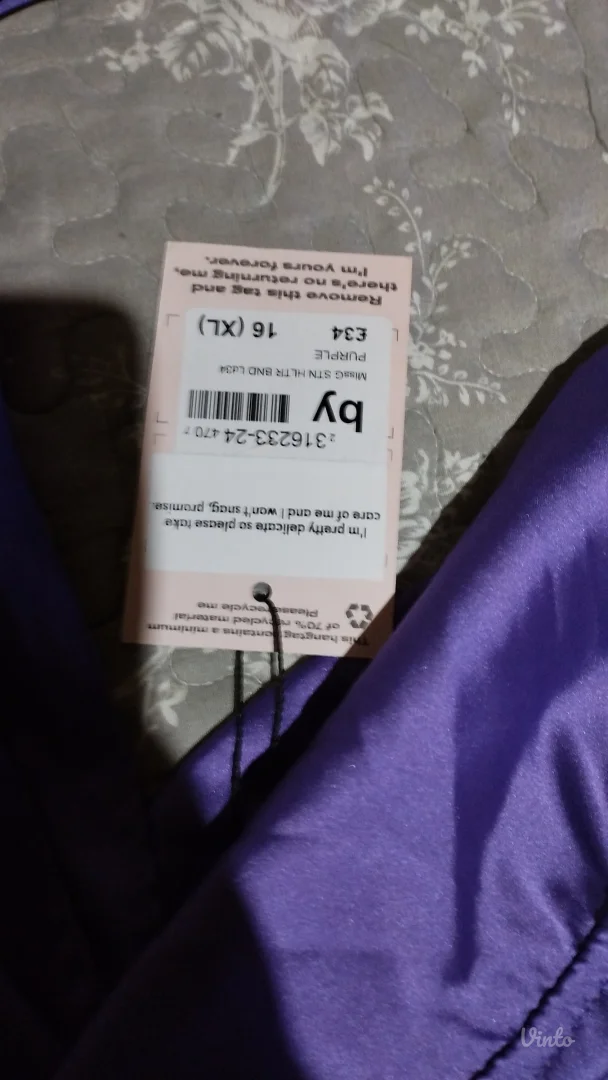 Remove this tag and
there's no returning me,
I'm yours forever.
£34 16 (XL)
PURPLE
MissG STN HLTR BND Ld34
by
316233-24 470
I'm pretty delicate so please take
care of me and I won't snag, promise.
This hangtag contains a minimum
of 70% recycled material
Please recycle me
Vinto